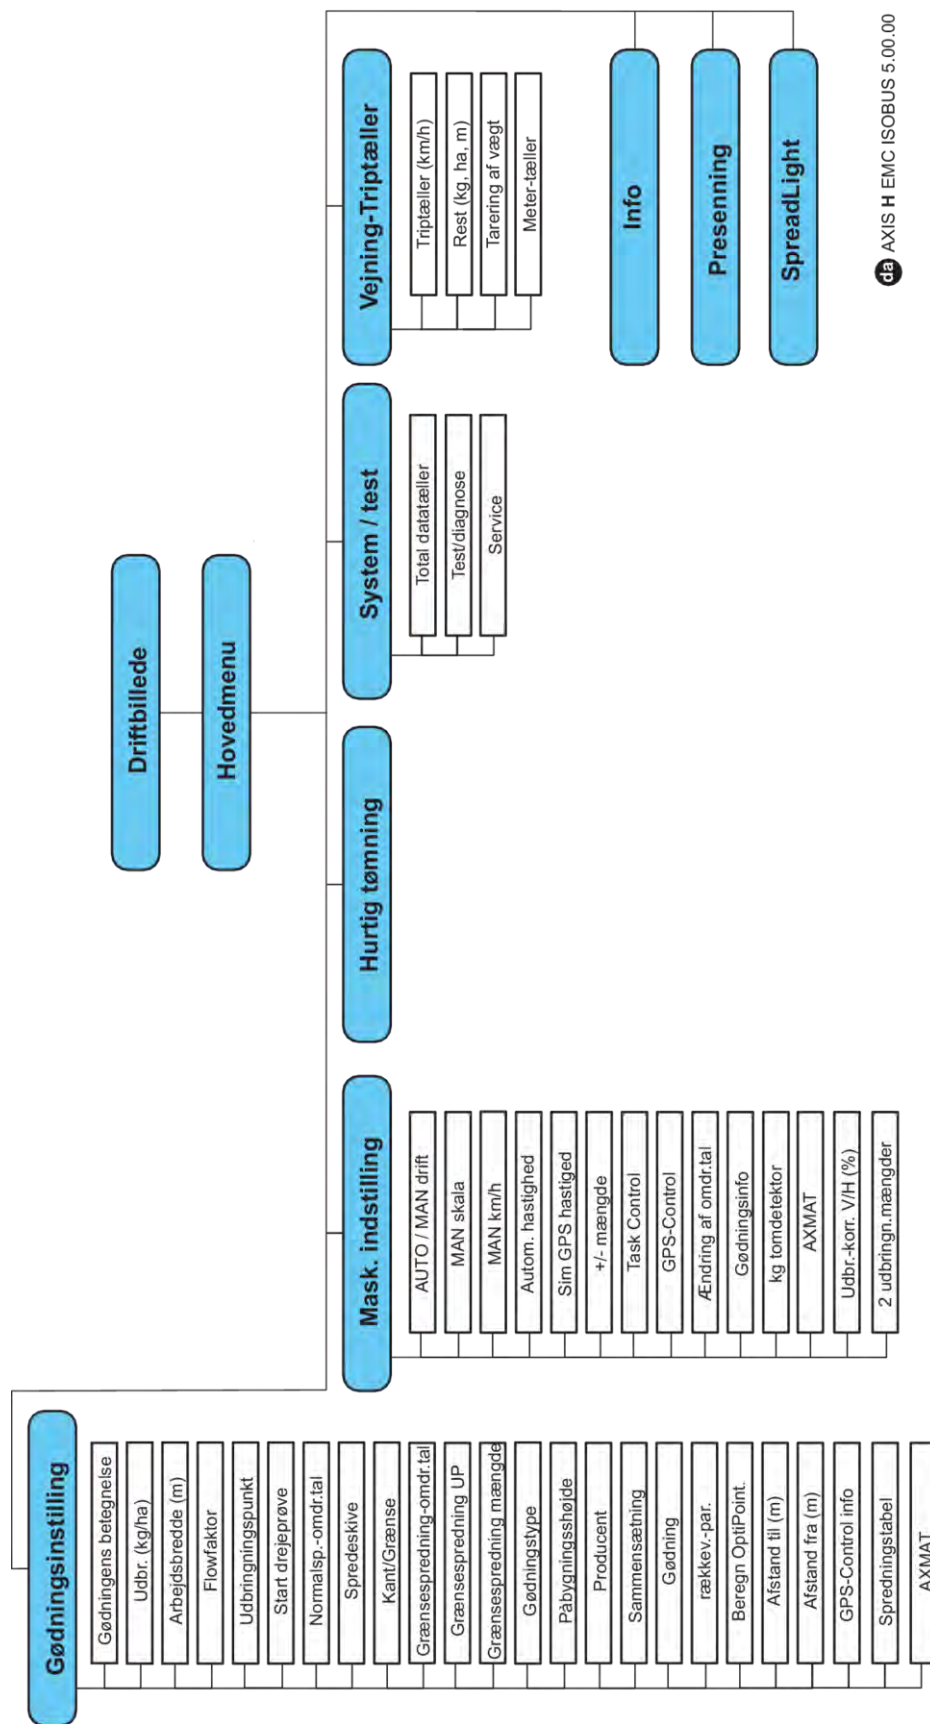 Driftbillede
Hovedmenu
Gødningsinstilling
Gødningens betegnelse
Udbr. (kg/ha)
Arbejdsbredde (m)
Flowfaktor
Udbringningspunkt
Start drejeprøve
Normalsp.-omdr.tal
Spredeskive
Kant/Grænse
Grænsespredning-omdr.tal
Grænsespredning UP
Grænsespredning mængde
Gødningstype
Påbygningsshøjde
Producent
Sammensætning
Gødning
rækkev.-par.
Beregn OptiPoint.
Afstand til (m)
Afstand fra (m)
GPS-Control info
Spredningstabel
AXMAT
Mask. indstilling
AUTO / MAN drift
MAN skala
MAN km/h
Autom. hastighed
Sim GPS hastiged
+/- mængde
Task Control
GPS-Control
Ændring af omdr.tal
Gødningsinfo
kg tomdetektor
AXMAT
Udbr.-korr. V/H (%)
2 udbringn.mængder
Hurtig tømning
System / test
Total datatæller
Test/diagnose
Service
Vejning-Triptæller
Triptæller (km/h)
Rest (kg, ha, m)
Tarering af vægt
Meter-tæller
Info
Presenning
SpreadLight
da AXIS H EMC ISOBUS 5.00.00